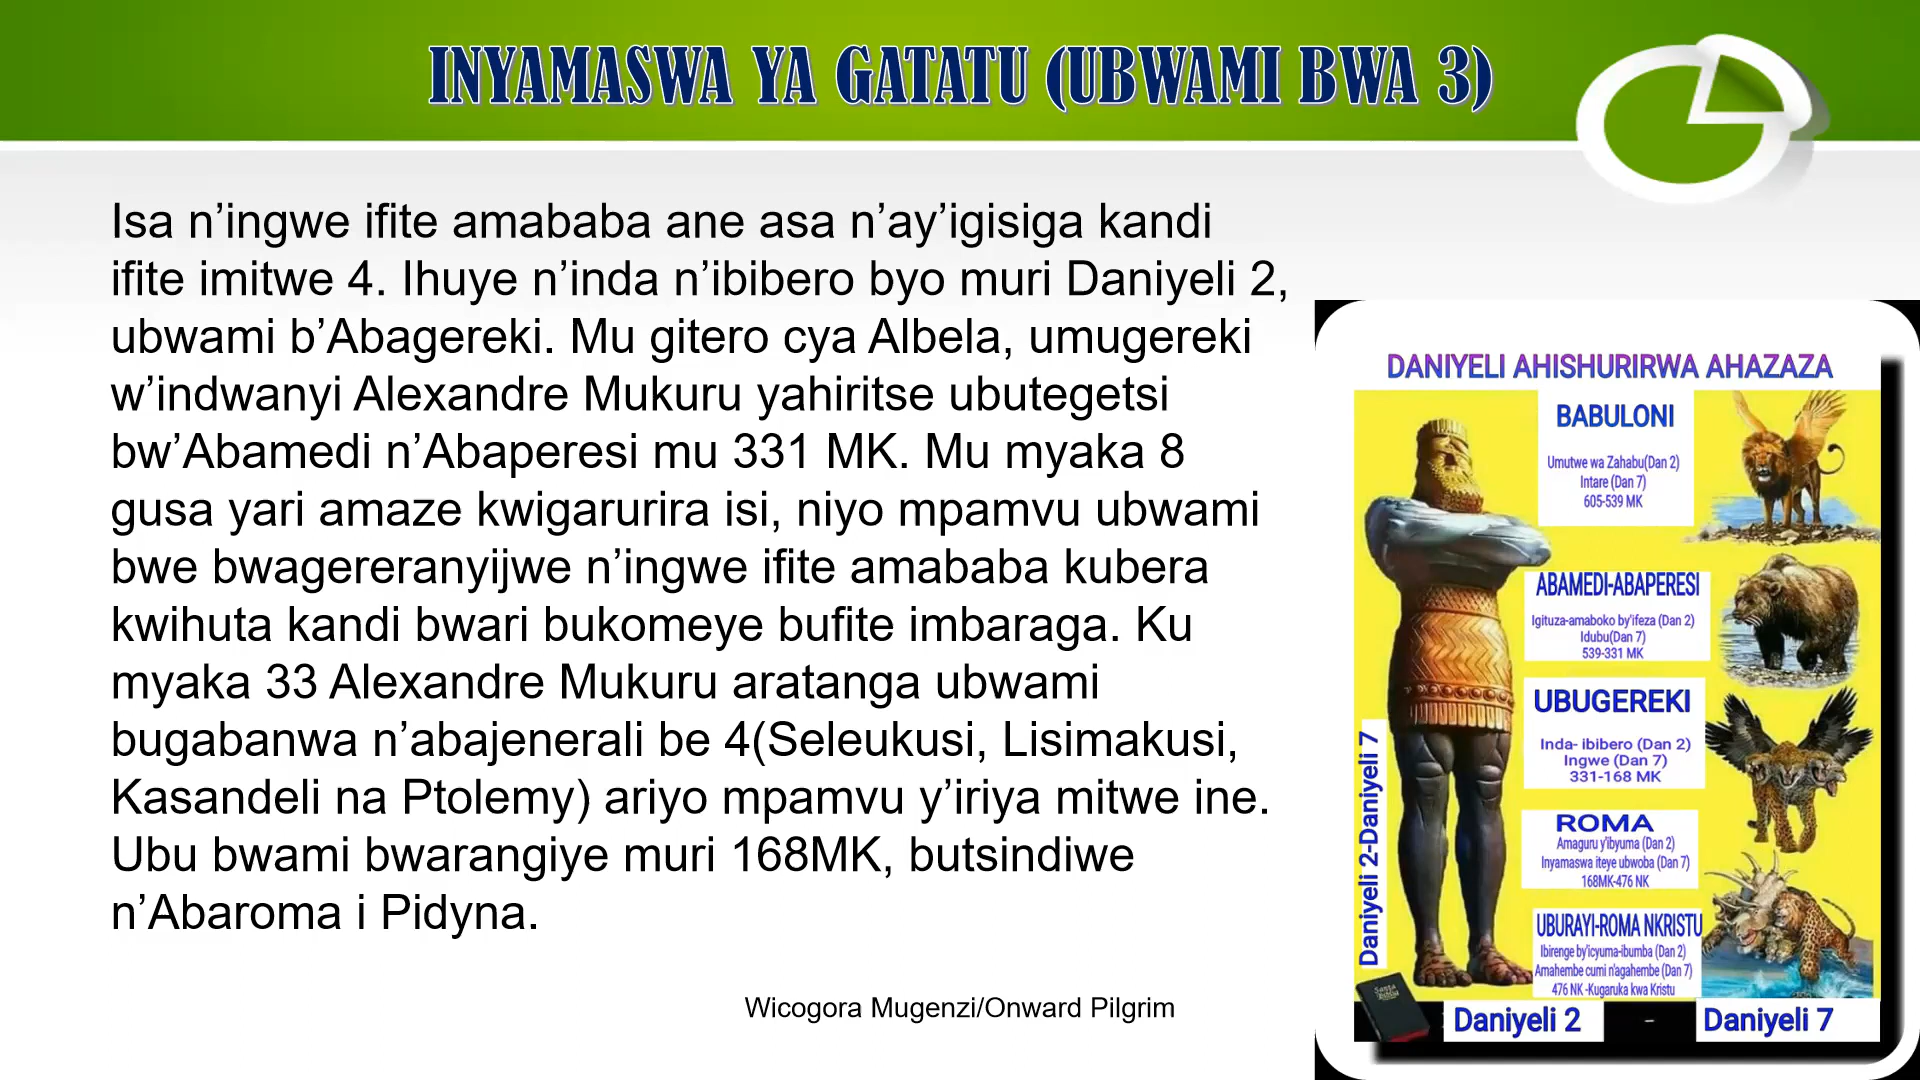 INYAMASWA YA GATATU (UBWAMI BWA 3)
Isa n’ingwe ifite amababa ane asa n’ay’igisiga kandi
ifite imitwe 4. Ihuye n’inda n’ibibero byo muri Daniyeli 2,
ubwami b’Abagereki. Mu gitero cya Albela, umugereki
w’indwanyi Alexandre Mukuru yahiritse ubutegetsi
bw’Abamedi n’Abaperesi mu 331 MK. Mu myaka 8
gusa yari amaze kwigarurira isi, niyo mpamvu ubwami
bwe bwagereranyijwe n’ingwe ifite amababa kubera
kwihuta kandi bwari bukomeye bufite imbaraga. Ku
myaka 33 Alexandre Mukuru aratanga ubwami
bugabanwa n’abajenerali be 4(Seleukusi, Lisimakusi,
Kasandeli na Ptolemy) ariyo mpamvu y’iriya mitwe ine.
Ubu bwami bwarangiye muri 168MK, butsindiwe
n’Abaroma i Pidyna.
Wicogora Mugenzi/Onward Pilgrim
DANIYELI AHISHURIRWA AHAZAZA
BABULONI
Umutwe wa Zahabu(Dan 2)
Intare (Dan 7)
605-539 MK
ABAMEDI-ABAPERESI
Igituza-amaboko by'ifeza (Dan 2)
Idubu(Dan 7)
539-331 MK
UBUGEREKI
Inda- ibibero (Dan 2)
Ingwe (Dan 7)
331-168 MK
ROMA
Amaguru y'ibyuma (Dan 2)
Inyamaswa iteye ubwoba (Dan 7)
168MK-476 NK
UBURAYI-ROMA NKRISTU
Ibirenge by'icyuma-ibumba (Dan 2)
Amahembe cumi n'agahembe (Dan 7)
476 NK -Kugaruka kwa Kristu
Daniyeli 2-Daniyeli 7
Santa
Biblia
Daniyeli 2 - Daniyeli 7